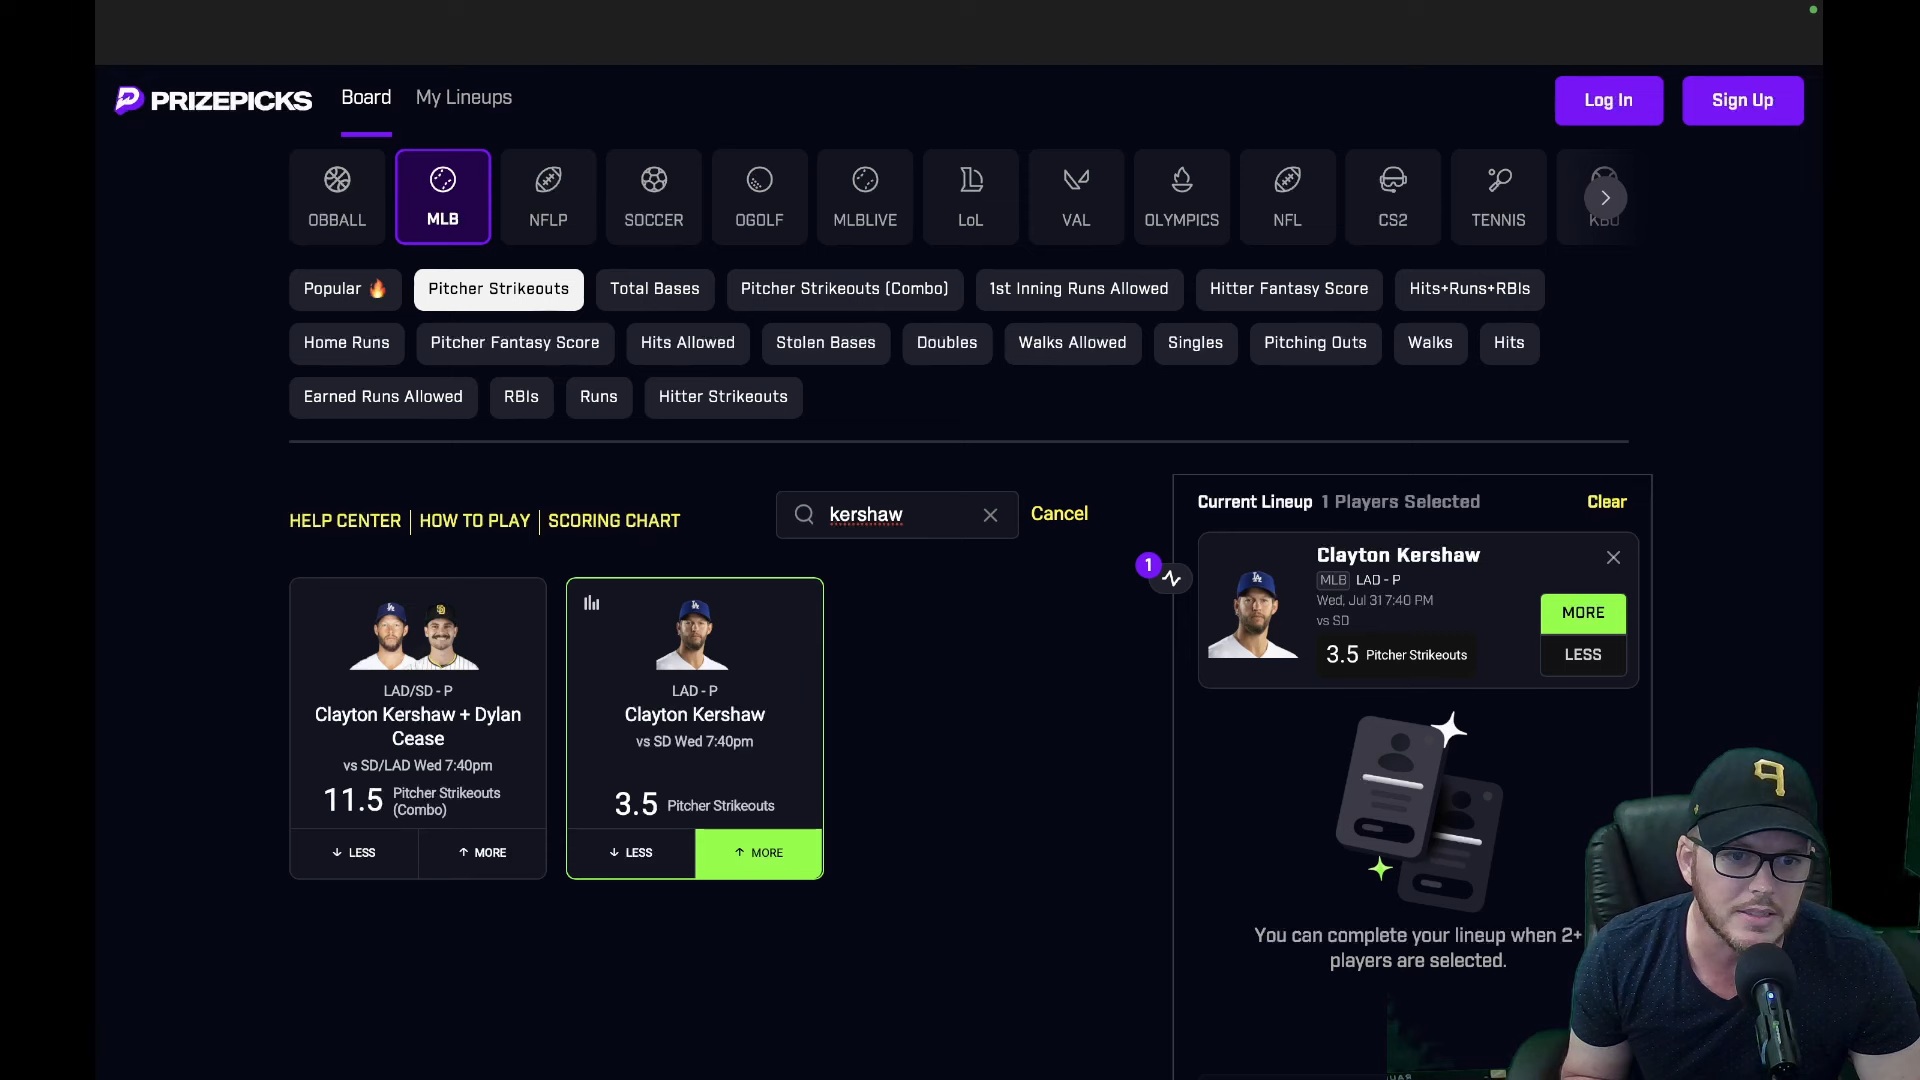 PRIZEPICKS
Board
My Lineups
Log In
Sign Up
OBBALL
MLB
NFLP
SOCCER
OGOLF
MLBLIVE
LoL
VAL
OLYMPICS
NFL
CS2
TENNIS
KBO
Popular 🔥
Pitcher Strikeouts
Total Bases
Pitcher Strikeouts (Combo)
1st Inning Runs Allowed
Hitter Fantasy Score
Hits+Runs+RBIs
Home Runs
Pitcher Fantasy Score
Hits Allowed
Stolen Bases
Doubles
Walks Allowed
Singles
Pitching Outs
Walks
Hits
Earned Runs Allowed
RBIs
Runs
Hitter Strikeouts
HELP CENTER
HOW TO PLAY
SCORING CHART
kershaw
Cancel
LAD/SD - P
Clayton Kershaw + Dylan
Cease
vs SD/LAD Wed 7:40pm
11.5 Pitcher Strikeouts
(Combo)
↓ LESS
↑ MORE
LAD - P
Clayton Kershaw
vs SD Wed 7:40pm
3.5 Pitcher Strikeouts
↓ LESS
↑ MORE
Current Lineup 1 Players Selected
Clear
1
Clayton Kershaw
MLB LAD - P
Wed, Jul 31 7:40 PM
vs SD
3.5 Pitcher Strikeouts
MORE
LESS
You can complete your lineup when 2+
players are selected.